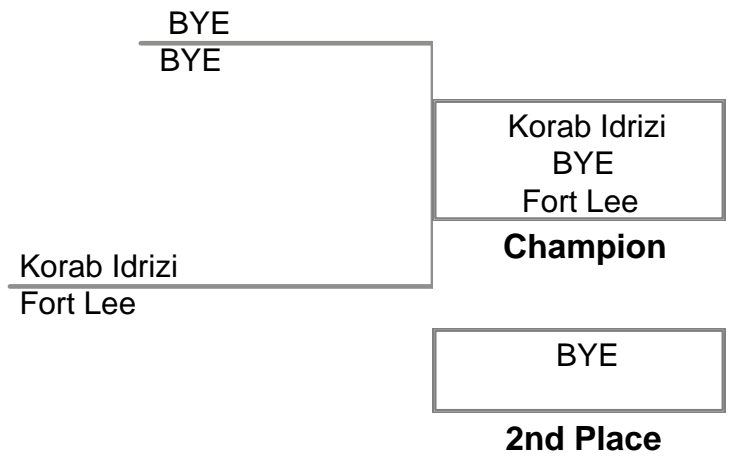 BYE
BYE
Korab Idrizi
BYE
Fort Lee
Champion
Korab Idrizi
Fort Lee
BYE
2nd Place